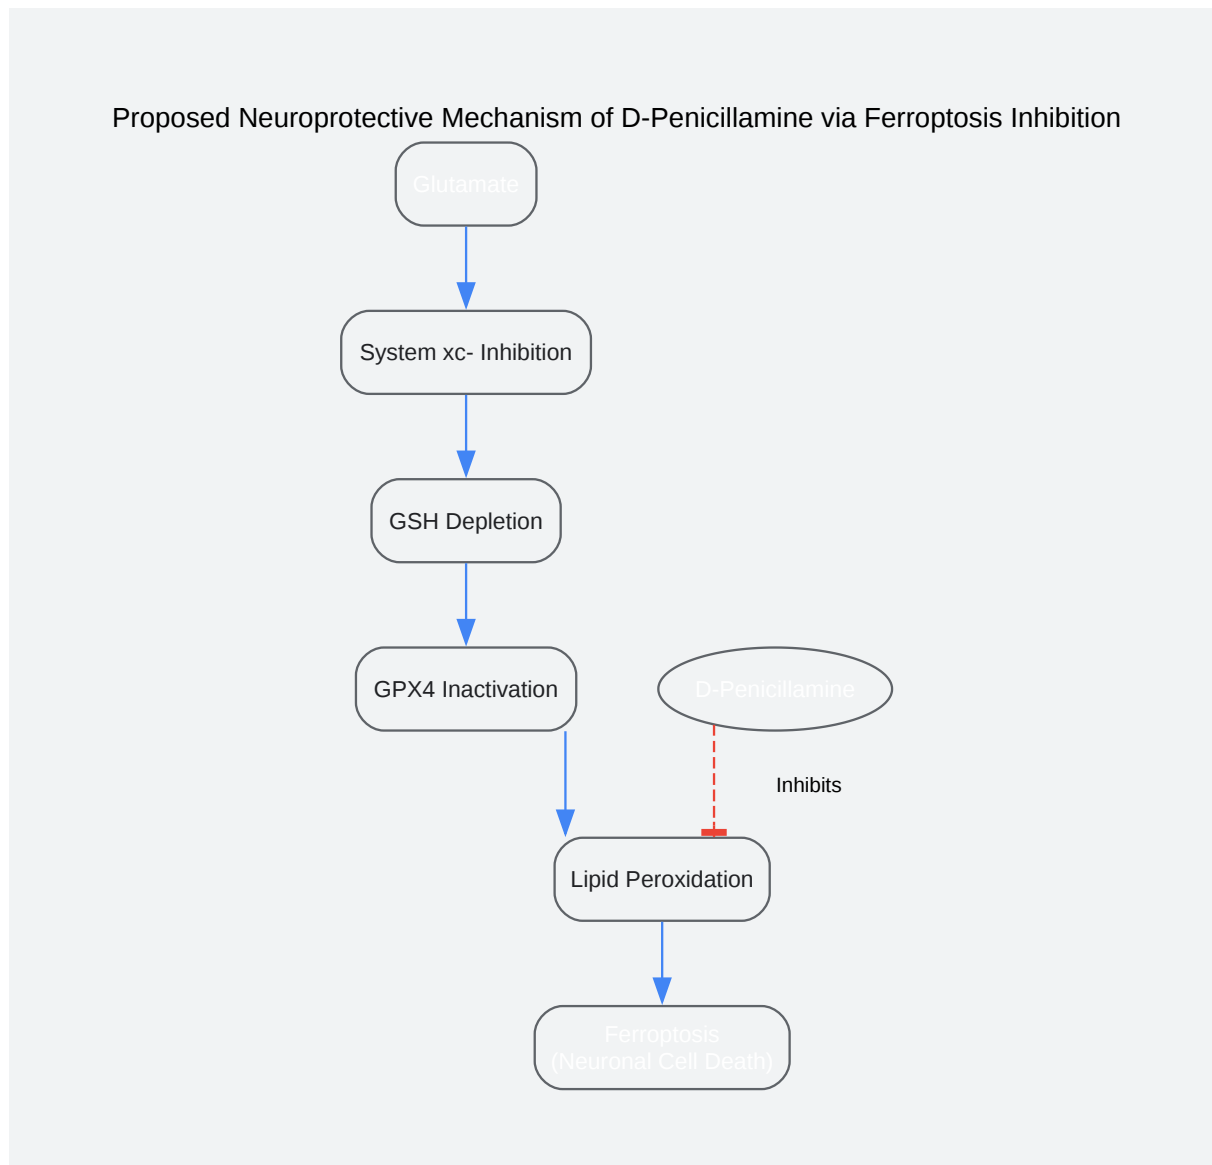 Proposed Neuroprotective Mechanism of D-Penicillamine via Ferroptosis Inhibition
Glutamate
System xc- Inhibition
GSH Depletion
GPX4 Inactivation
D-Penicillamine
Inhibits
Lipid Peroxidation
Ferroptosis
(Neuronal Cell Death)